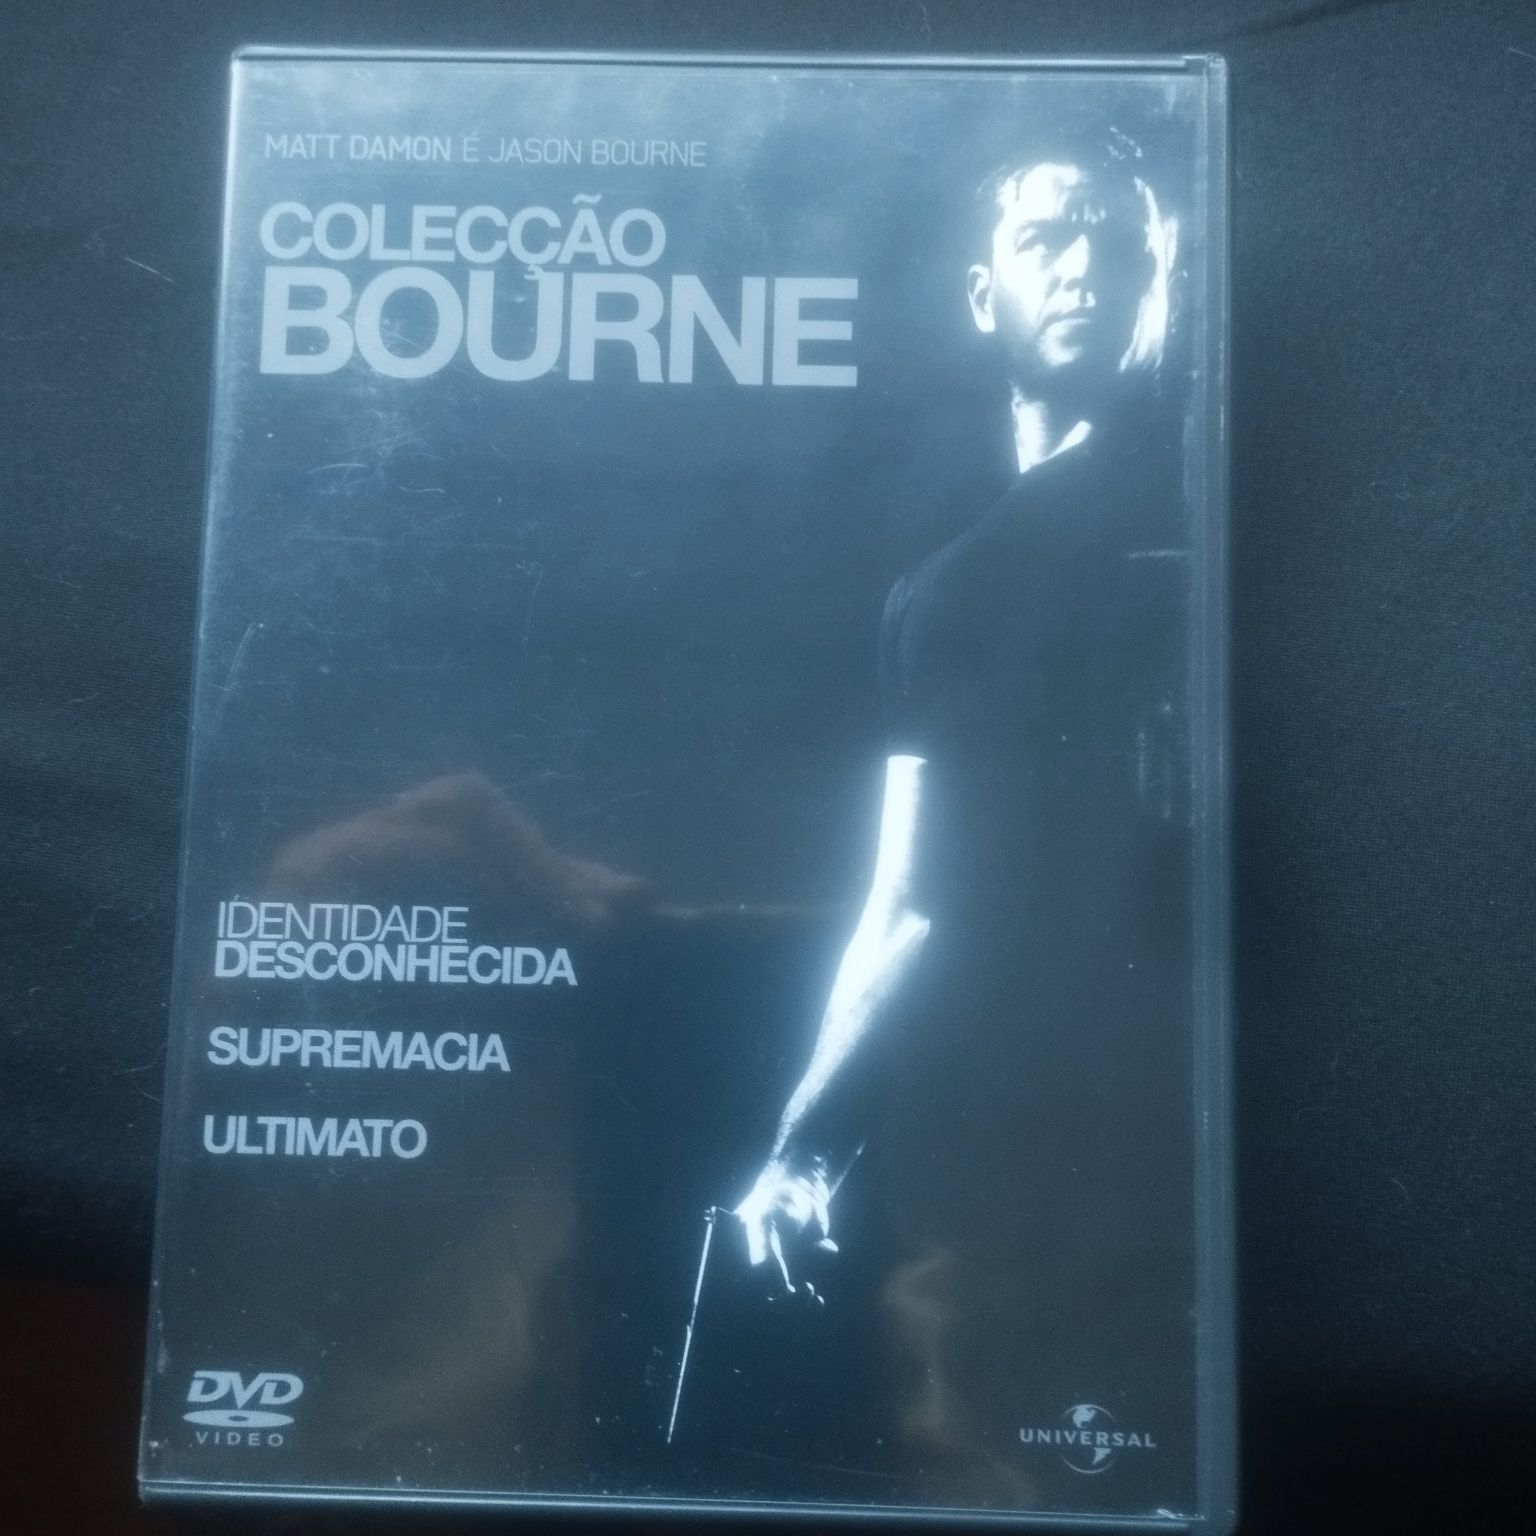 MATT DAMON É JASON BOURNE
COLECÇÃO
BOURNE
IDENTIDADE
DESCONHECIDA
SUPREMACIA
ULTIMATO
DVD
VIDEO
UNIVERSAL